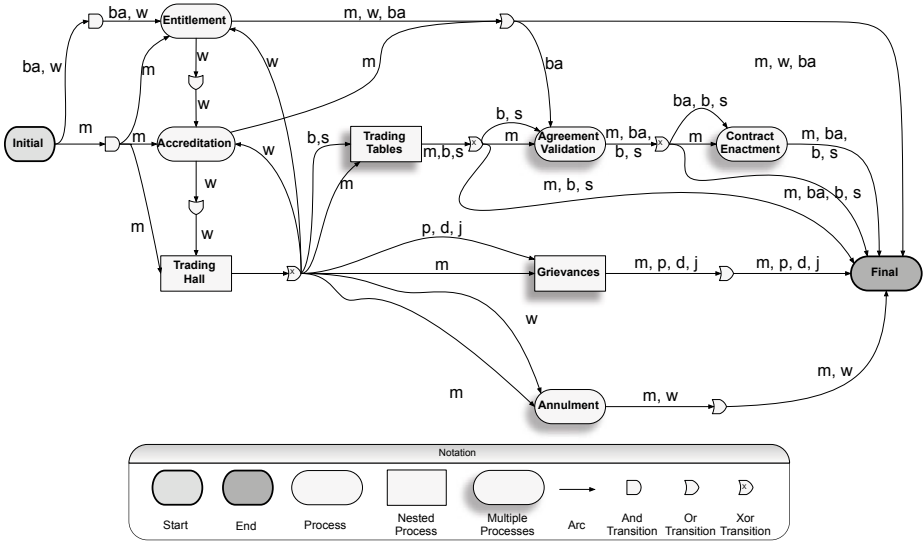 ba, w
Entitlement
m, w, ba
ba, w
m
w
w
m
ba
m, w, ba
m
w
b, s
ba, b, s
Initial
m
Accreditation
b,s
Trading
Tables
m,b,s
x
m
Agreement
Validation
m, ba,
b, s
x
m
Contract
Enactment
m, ba,
b, s
w
w
m
m, b, s
m, ba, b, s
m
w
p, d, j
Trading
Hall
x
m
Grievances
m, p, d, j
m, p, d, j
Final
w
m
Annulment
m, w
m, w
Notation
x
Start
End
Process
Nested
Process
Multiple
Processes
Arc
And
Transition
Or
Transition
Xor
Transition